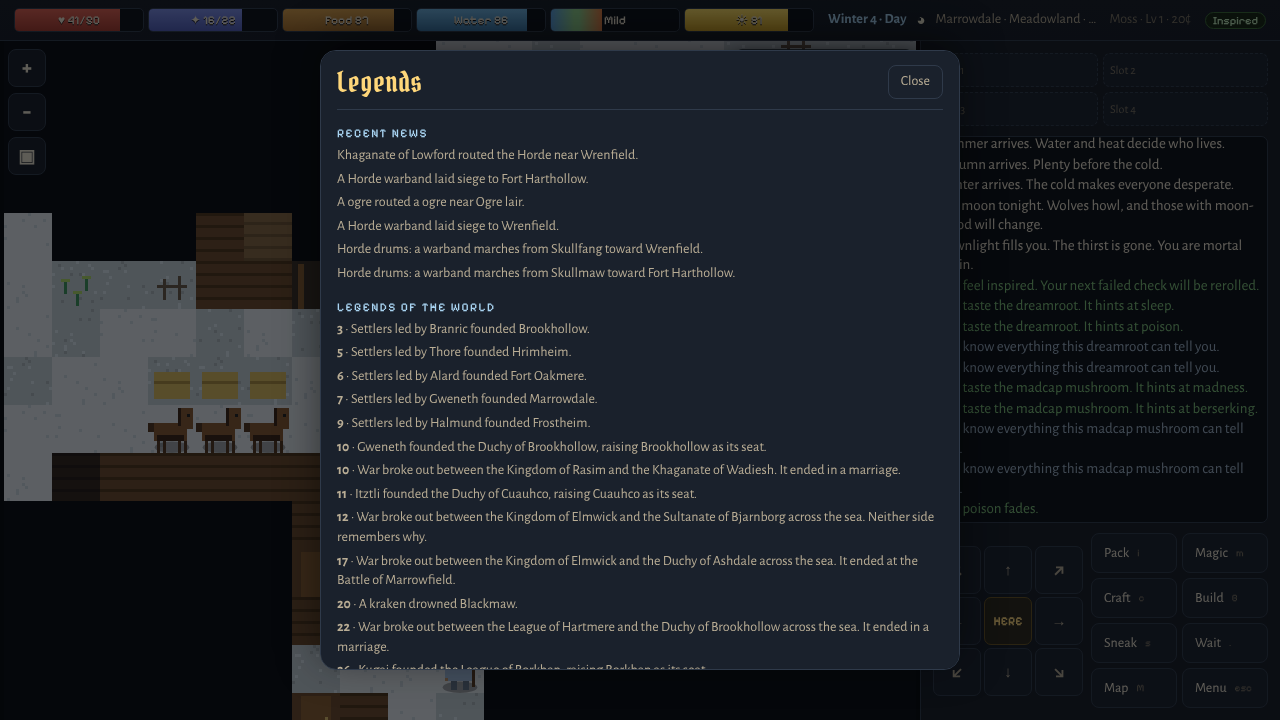 ♥ 41/80 ✦ 16/22 Food 97 Water 96 Mild ☀ 81 Winter 4 · Day Marrowdale · Meadowland · ... Moss · Lv 1 · 20¢ Inspired
+
-
Legends
Close
RECENT NEWS
Khaganate of Lowford routed the Horde near Wrenfield.
A Horde warband laid siege to Fort Harthollow.
A ogre routed a ogre near Ogre lair.
A Horde warband laid siege to Wrenfield.
Horde drums: a warband marches from Skullfang toward Wrenfield.
Horde drums: a warband marches from Skullmaw toward Fort Harthollow.
LEGENDS OF THE WORLD
3 · Settlers led by Branric founded Brookhollow.
5 · Settlers led by Thore founded Hrimheim.
6 · Settlers led by Alard founded Fort Oakmere.
7 · Settlers led by Gweneth founded Marrowdale.
9 · Settlers led by Halmund founded Frostheim.
10 · Gweneth founded the Duchy of Brookhollow, raising Brookhollow as its seat.
10 · War broke out between the Kingdom of Rasim and the Khaganate of Wadiesh. It ended in a marriage.
11 · Itztli founded the Duchy of Cuauhco, raising Cuauhco as its seat.
12 · War broke out between the Kingdom of Elmwick and the Sultanate of Bjarnborg across the sea. Neither side
remembers why.
17 · War broke out between the Kingdom of Elmwick and the Duchy of Ashdale across the sea. It ended at the
Battle of Marrowfield.
20 · A kraken drowned Blackmaw.
22 · War broke out between the League of Hartmere and the Duchy of Brookhollow across the sea. It ended in a
marriage.
Slot 2
Slot 4
arrives. Water and heat decide who lives.
arrives. Plenty before the cold.
arrives. The cold makes everyone desperate.
moon tonight. Wolves howl, and those with moon-
will change.
fills you. The thirst is gone. You are mortal
feel inspired. Your next failed check will be rerolled.
taste the dreamroot. It hints at sleep.
taste the dreamroot. It hints at poison.
know everything this dreamroot can tell you.
know everything this dreamroot can tell you.
taste the madcap mushroom. It hints at madness.
taste the madcap mushroom. It hints at berserking.
know everything this madcap mushroom can tell
know everything this madcap mushroom can tell
poison fades.
↑ ↗
HERE →
↙ ↓ ↘
Pack i Magic m
Craft o Build B
Sneak s Wait .
Map M Menu esc